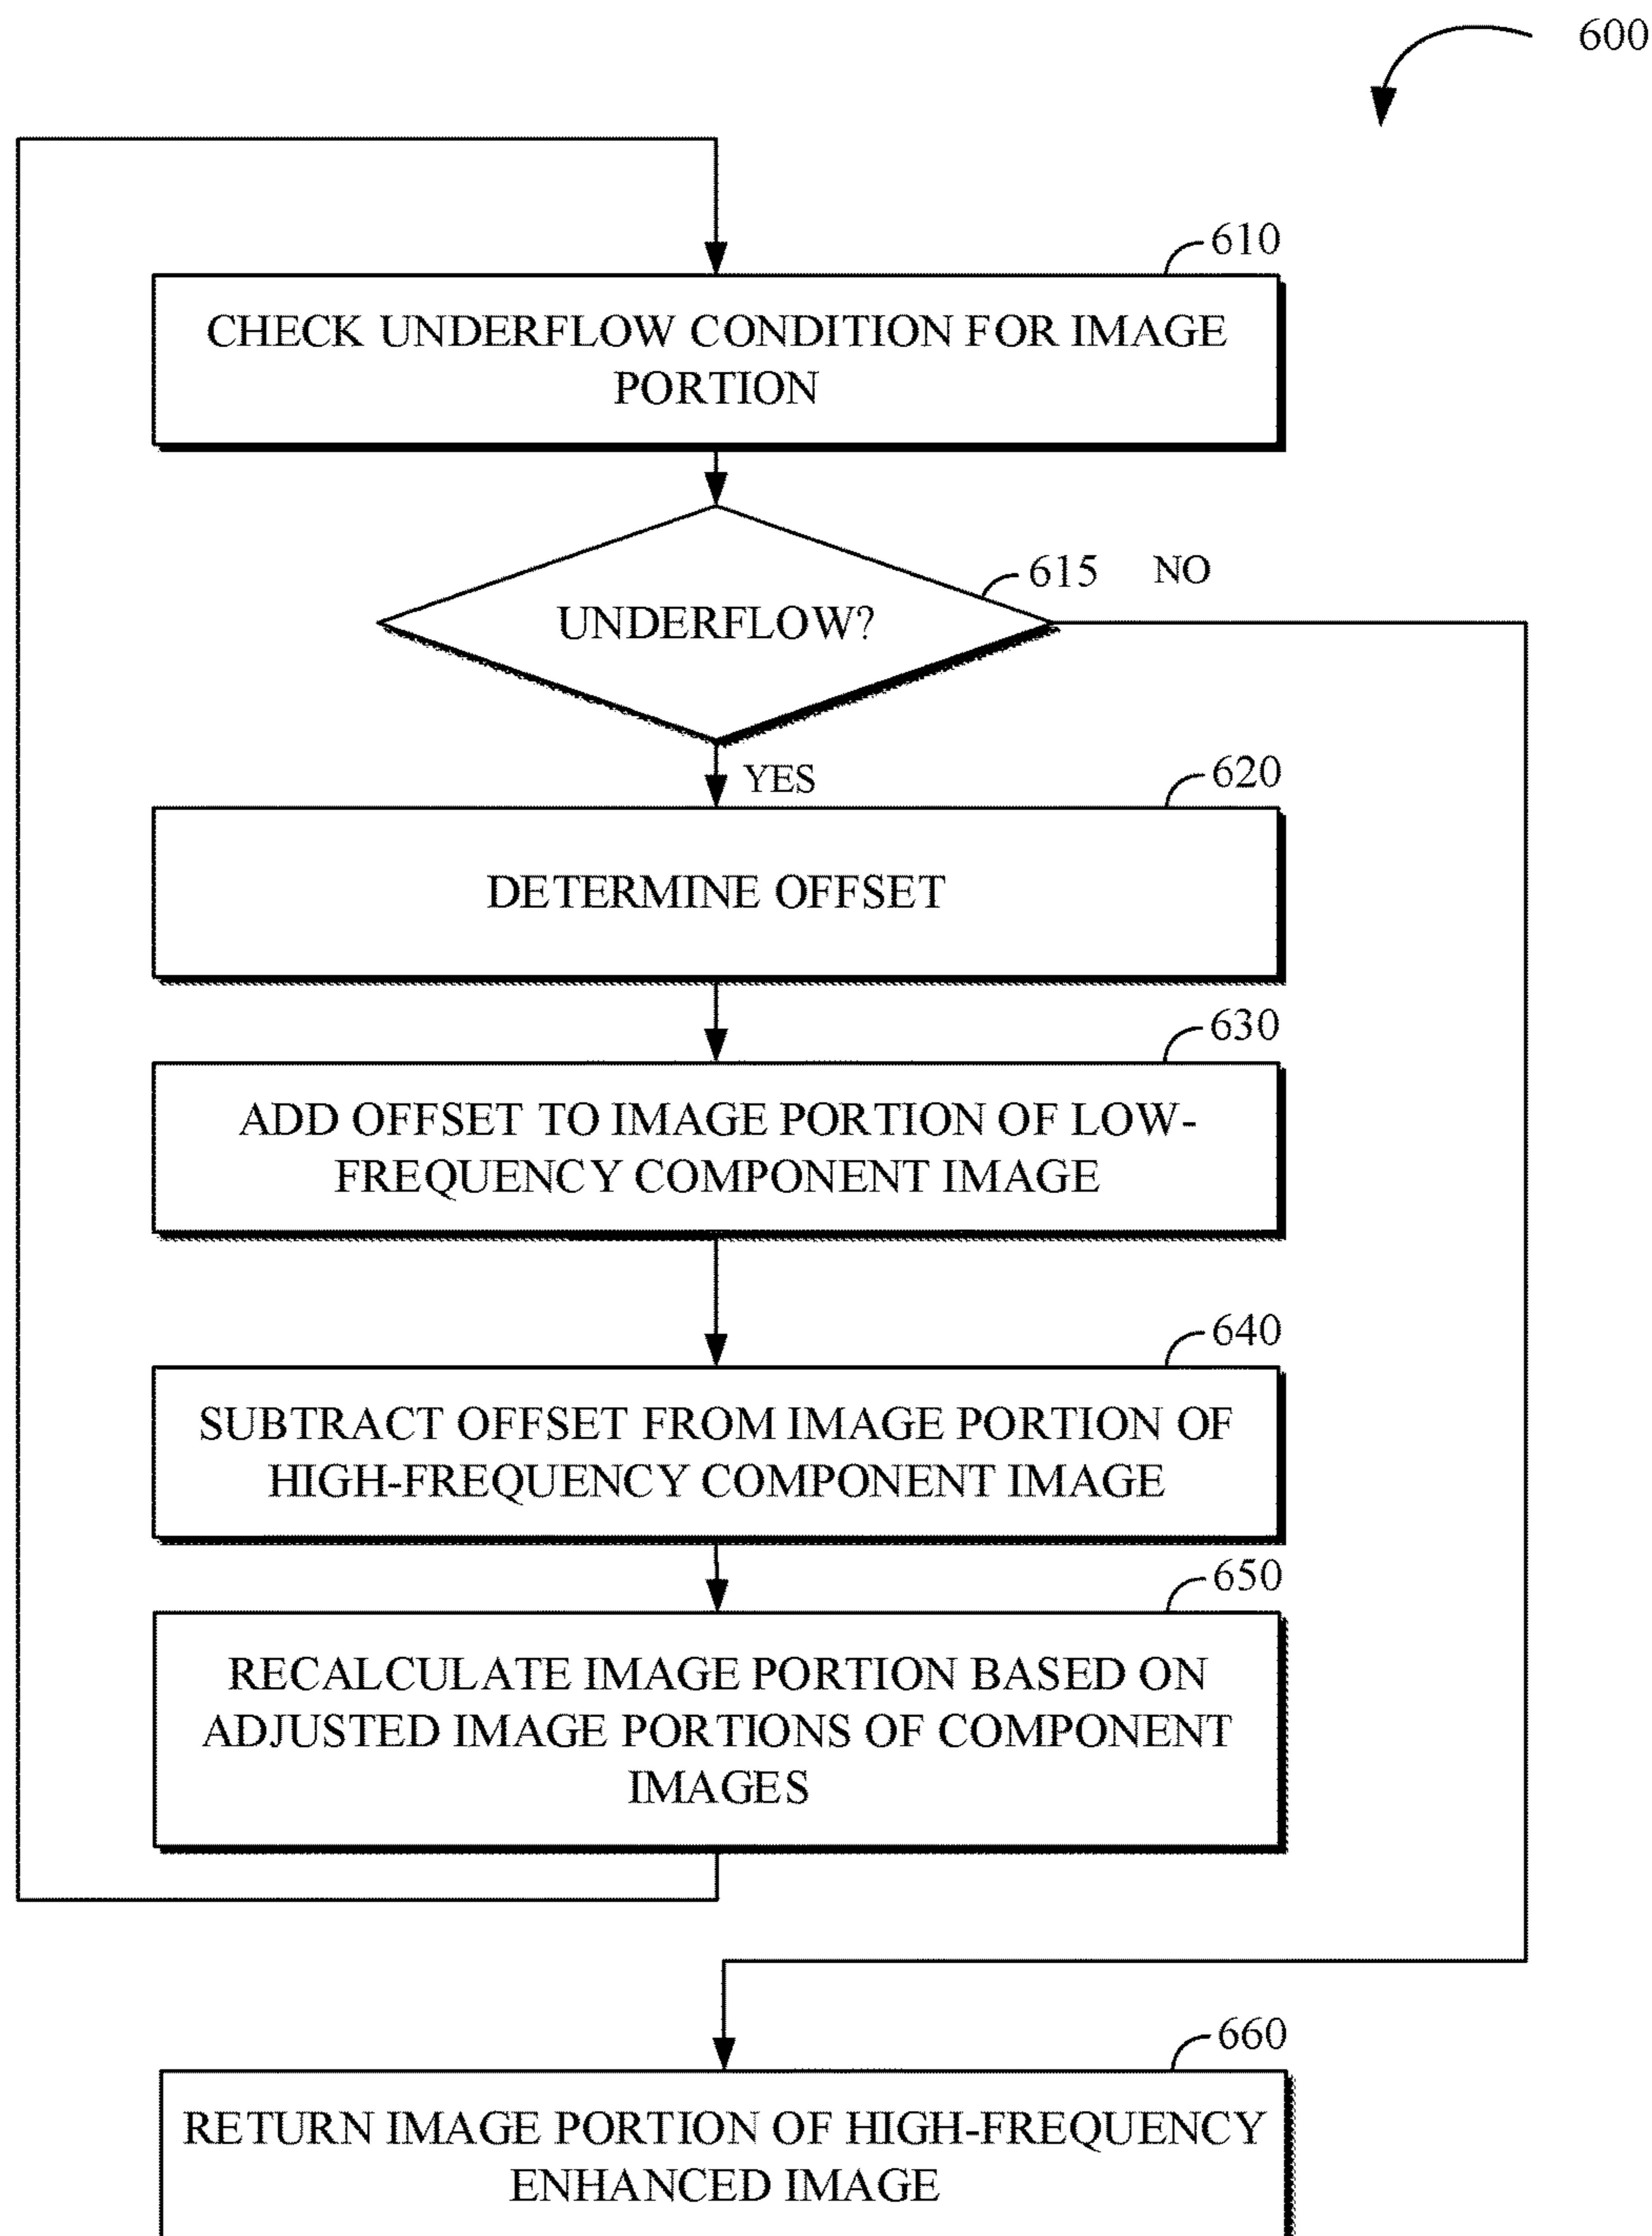 600
610
CHECK UNDERFLOW CONDITION FOR IMAGE
PORTION
615 NO
UNDERFLOW?
YES
620
DETERMINE OFFSET
630
ADD OFFSET TO IMAGE PORTION OF LOW-
FREQUENCY COMPONENT IMAGE
640
SUBTRACT OFFSET FROM IMAGE PORTION OF
HIGH-FREQUENCY COMPONENT IMAGE
650
RECALCULATE IMAGE PORTION BASED ON
ADJUSTED IMAGE PORTIONS OF COMPONENT
IMAGES
660
RETURN IMAGE PORTION OF HIGH-FREQUENCY
ENHANCED IMAGE